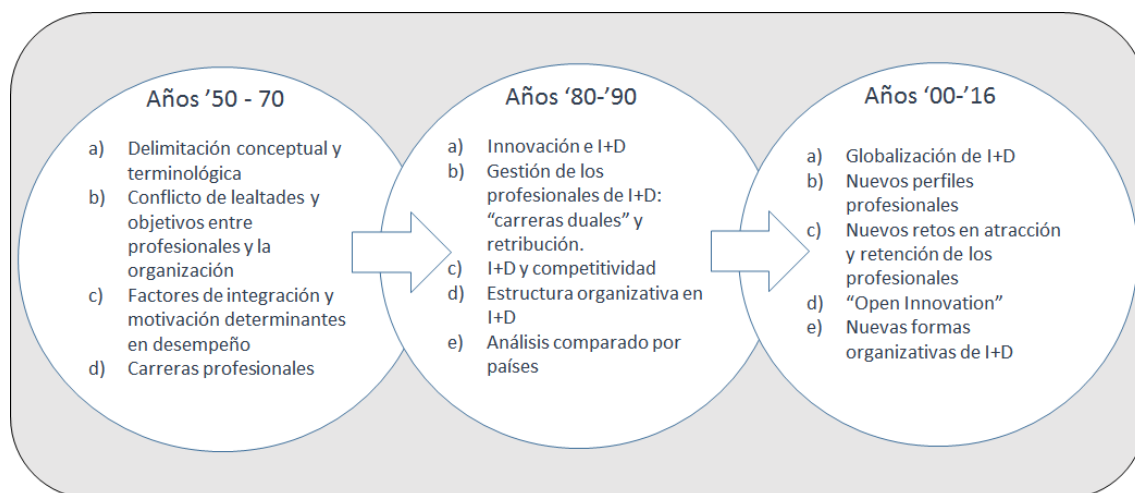 Años '50 - 70
a) Delimitación conceptual y
terminológica
b) Conflicto de lealtades y
objetivos entre
profesionales y la
organización
c) Factores de integración y
motivación determinantes
en desempeño
d) Carreras profesionales
Años '80-'90
a) Innovación e I+D
b) Gestión de los
profesionales de I+D:
“carreras duales” y
retribución.
c) I+D y competitividad
d) Estructura organizativa en
I+D
e) Análisis comparado por
países
Años ‘00-’16
a) Globalización de I+D
b) Nuevos perfiles
profesionales
c) Nuevos retos en atracción
y retención de los
profesionales
d) “Open Innovation”
e) Nuevas formas
organizativas de I+D